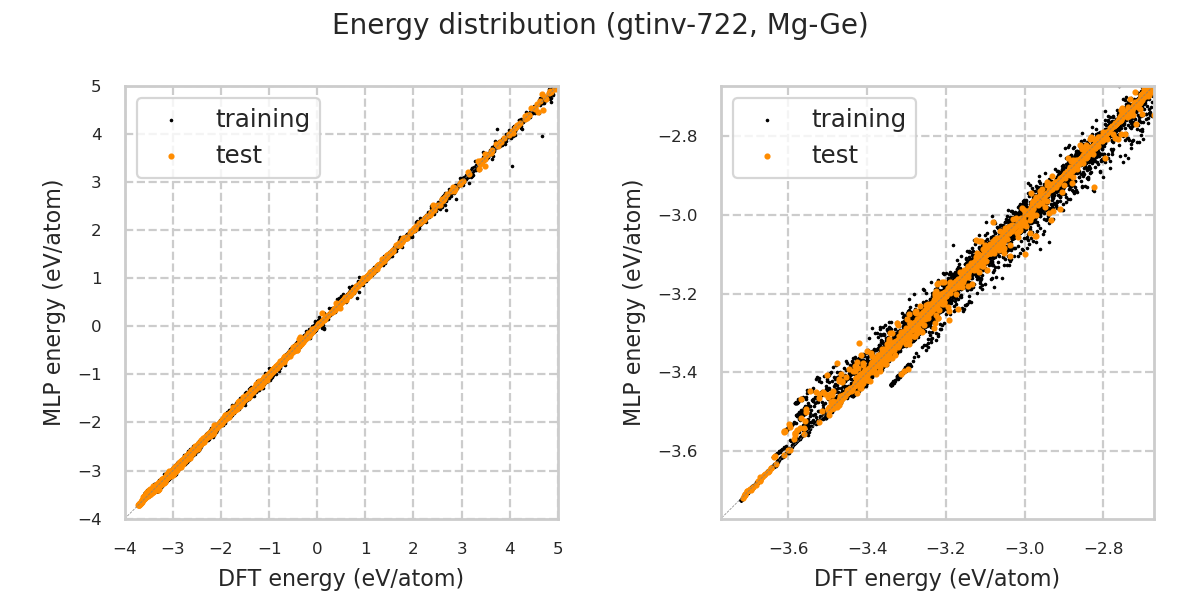 Energy distribution (gtinv-722, Mg-Ge)
training
test
5
4
3
2
1
0
−1
−2
−3
−4
−4 −3 −2 −1 0 1 2 3 4 5
MLP energy (eV/atom)
DFT energy (eV/atom)
training
test
−2.8
−3.0
−3.2
−3.4
−3.6
−3.6 −3.4 −3.2 −3.0 −2.8
MLP energy (eV/atom)
DFT energy (eV/atom)